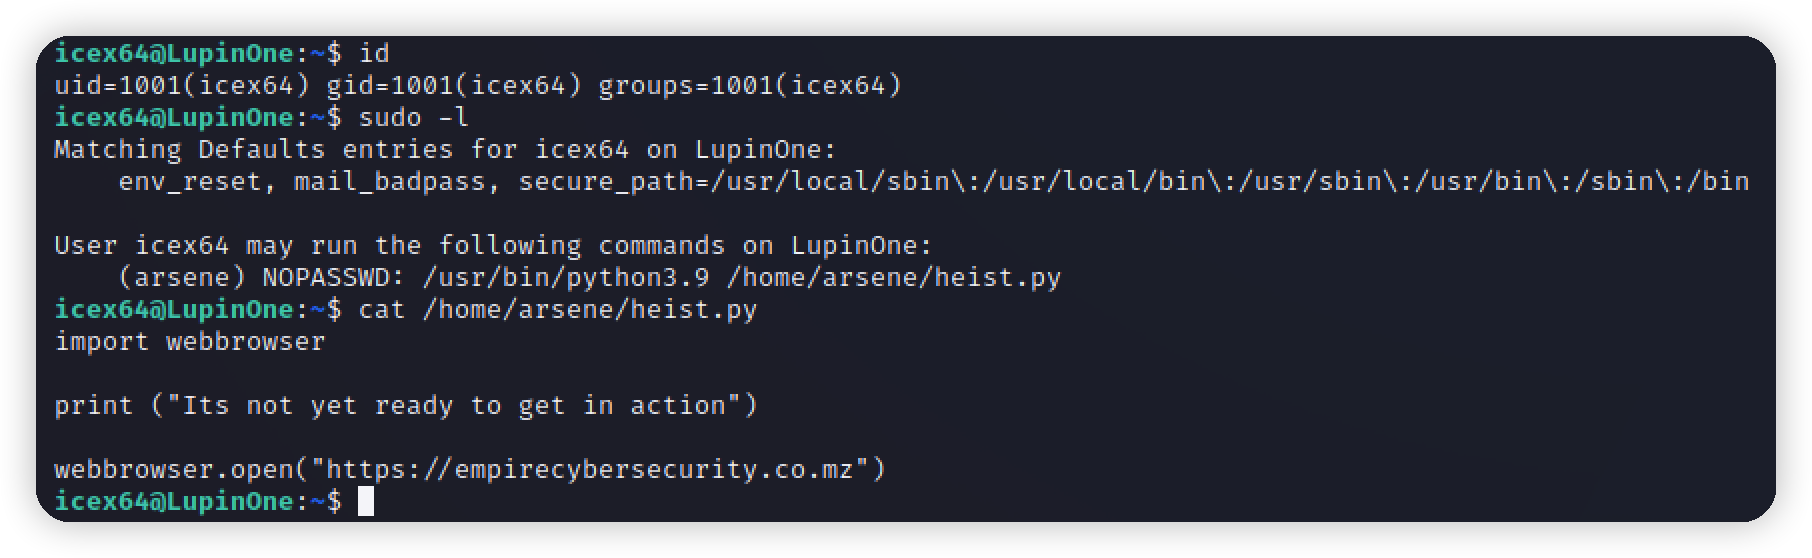 icex64@LupinOne:~$ id
uid=1001(icex64) gid=1001(icex64) groups=1001(icex64)
icex64@LupinOne:~$ sudo -l
Matching Defaults entries for icex64 on LupinOne:
    env_reset, mail_badpass, secure_path=/usr/local/sbin\:/usr/local/bin\:/usr/sbin\:/usr/bin\:/sbin\:/bin

User icex64 may run the following commands on LupinOne:
    (arsene) NOPASSWD: /usr/bin/python3.9 /home/arsene/heist.py
icex64@LupinOne:~$ cat /home/arsene/heist.py
import webbrowser

print ("Its not yet ready to get in action")

webbrowser.open("https://empirecybersecurity.co.mz")
icex64@LupinOne:~$